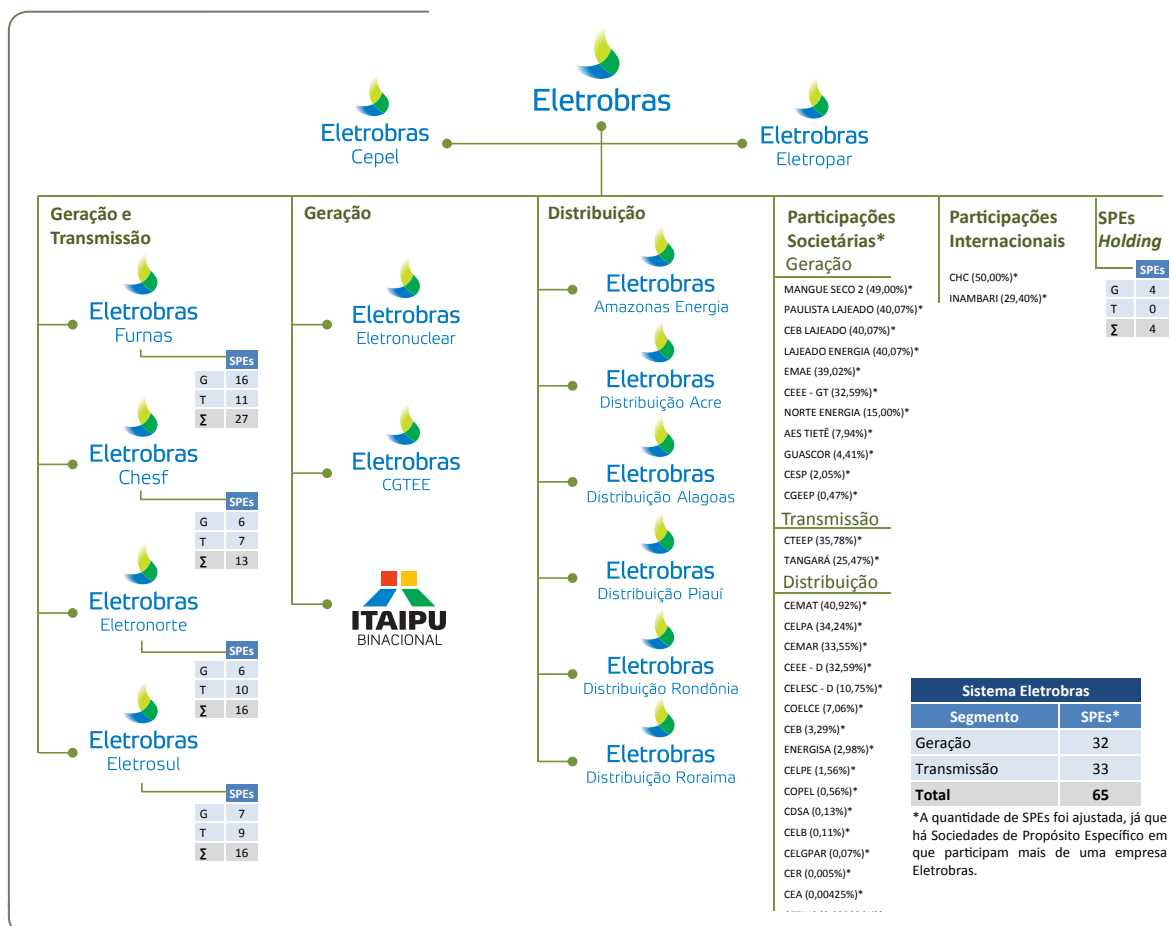 Eletrobras
Eletrobras
Cepel
Eletrobras
Eletropar
Geração e
Transmissão
Eletrobras
Furnas
SPEs
G 16
T 11
Σ 27
Eletrobras
Chesf
SPEs
G 6
T 7
Σ 13
Eletrobras
Eletronorte
SPEs
G 6
T 10
Σ 16
Eletrobras
Eletrosul
SPEs
G 7
T 9
Σ 16
Geração
Eletrobras
Eletronuclear
Eletrobras
CGTEE
ITAIPU
BINACIONAL
Distribuição
Eletrobras
Amazonas Energia
Eletrobras
Distribuição Acre
Eletrobras
Distribuição Alagoas
Eletrobras
Distribuição Piauí
Eletrobras
Distribuição Rondônia
Eletrobras
Distribuição Roraima
Participações
Societárias*
Geração
MANGUE SECO 2 (49,00%)*
PAULISTA LAJEADO (40,07%)*
CEB LAJEADO (40,07%)*
LAJEADO ENERGIA (40,07%)*
EMAE (39,02%)*
CEEE - GT (32,59%)*
NORTE ENERGIA (15,00%)*
AES TIETÊ (7,94%)*
GUASCOR (4,41%)*
CESP (2,05%)*
CGEEP (0,47%)*
Transmissão
CTEEP (35,78%)*
TANGARÁ (25,47%)*
Distribuição
CEMAT (40,92%)*
CELPA (34,24%)*
CEMAR (33,55%)*
CEEE - D (32,59%)*
CELESC - D (10,75%)*
COELCE (7,06%)*
CEB (3,29%)*
ENERGISA (2,98%)*
CELPE (1,56%)*
COPEL (0,56%)*
CDSA (0,13%)*
CELB (0,11%)*
CELGPAR (0,07%)*
CER (0,005%)*
CEA (0,00425%)*
Participações
Internacionais
CHC (50,00%)*
INAMBARI (29,40%)*
SPEs
Holding
SPEs
G 4
T 0
Σ 4
Sistema Eletrobras
Segmento SPEs*
Geração 32
Transmissão 33
Total 65
*A quantidade de SPEs foi ajustada, já que
há Sociedades de Propósito Específico em
que participam mais de uma empresa
Eletrobras.